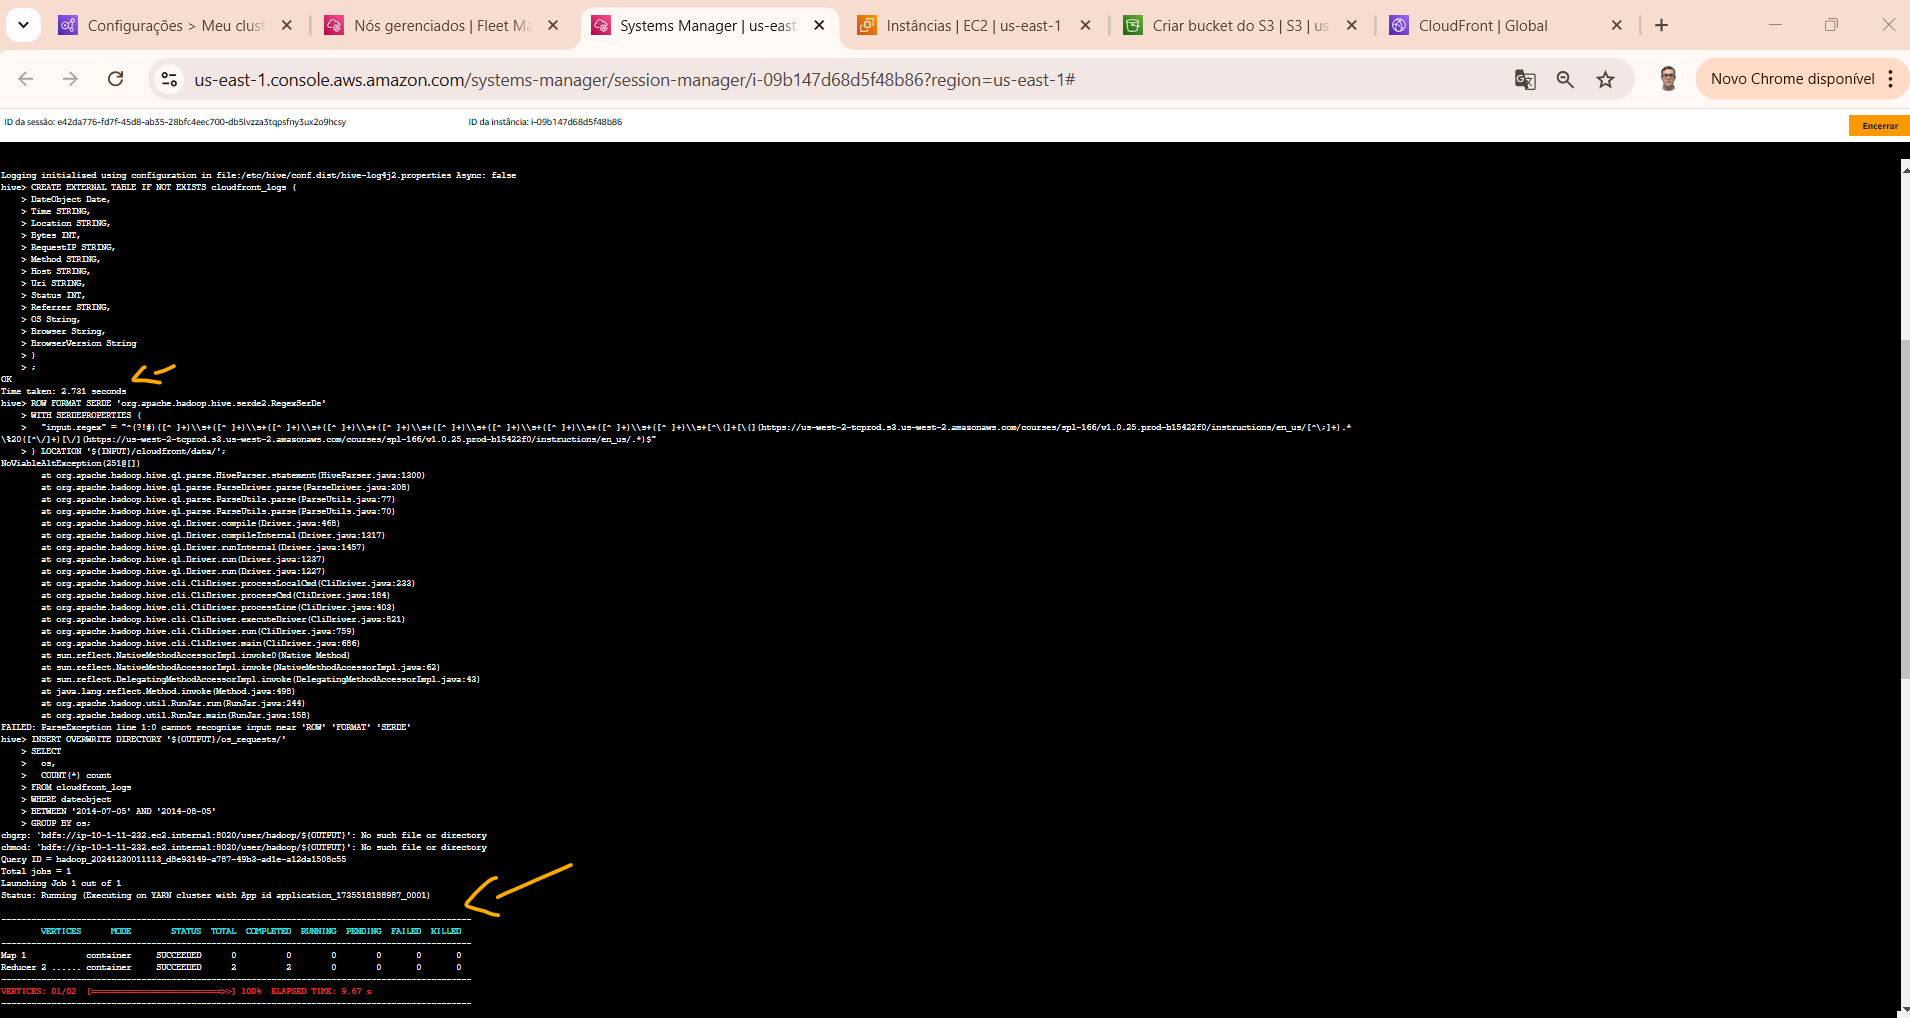 Configurações > Meu clust
Nós gerenciados | Fleet Ma
Systems Manager | us-east
Instâncias | EC2 | us-east-1
Criar bucket do S3 | S3 | us
CloudFront | Global
us-east-1.console.aws.amazon.com/systems-manager/session-manager/i-09b147d68d5f48b86?region=us-east-1#
Novo Chrome disponível
ID da sessão: e42da776-fd7f-45d8-ab35-28bfc4eec700-db5lvzza3tqpsfny3ux2o9hcsy
ID da instância: i-09b147d68d5f48b86
Encerrar
Logging initialized using configuration in file:/etc/hive/conf.dist/hive-log4j2.properties Async: false
hive> CREATE EXTERNAL TABLE IF NOT EXISTS cloudfront_logs (
> DateObject Date,
> Time STRING,
> Location STRING,
> Bytes INT,
> RequestIP STRING,
> Method STRING,
> Host STRING,
> Uri STRING,
> Status INT,
> Referrer STRING,
> OS String,
> Browser String,
> BrowserVersion String
> )
> ;
OK
Time taken: 2.731 seconds
hive> ROW FORMAT SERDE 'org.apache.hadoop.hive.serde2.RegexSerDe'
> WITH SERDEPROPERTIES (
> "input.regex" = "^(?!#)([^ ]+)\\s+([^ ]+)\\s+([^ ]+)\\s+([^ ]+)\\s+([^ ]+)\\s+([^ ]+)\\s+([^ ]+)\\s+([^ ]+)\\s+([^ ]+)\\s+([^ ]+)\\s+[^\(]+[\(](https://us-west-2-tcprod.s3.us-west-2.amazonaws.com/courses/spl-166/v1.0.25.prod-b15422f0/instructions/en_us/[^\;]+).*
\%20([^\/]+)[\/](https://us-west-2-tcprod.s3.us-west-2.amazonaws.com/courses/spl-166/v1.0.25.prod-b15422f0/instructions/en_us/.*)$"
> ) LOCATION '${INPUT}/cloudfront/data/';
NoViableAltException(251@[])
at org.apache.hadoop.hive.ql.parse.HiveParser.statement(HiveParser.java:1300)
at org.apache.hadoop.hive.ql.parse.ParseDriver.parse(ParseDriver.java:208)
at org.apache.hadoop.hive.ql.parse.ParseUtils.parse(ParseUtils.java:77)
at org.apache.hadoop.hive.ql.parse.ParseUtils.parse(ParseUtils.java:70)
at org.apache.hadoop.hive.ql.Driver.compile(Driver.java:468)
at org.apache.hadoop.hive.ql.Driver.compileInternal(Driver.java:1317)
at org.apache.hadoop.hive.ql.Driver.runInternal(Driver.java:1457)
at org.apache.hadoop.hive.ql.Driver.run(Driver.java:1237)
at org.apache.hadoop.hive.ql.Driver.run(Driver.java:1227)
at org.apache.hadoop.hive.cli.CliDriver.processLocalCmd(CliDriver.java:233)
at org.apache.hadoop.hive.cli.CliDriver.processCmd(CliDriver.java:184)
at org.apache.hadoop.hive.cli.CliDriver.processLine(CliDriver.java:403)
at org.apache.hadoop.hive.cli.CliDriver.executeDriver(CliDriver.java:821)
at org.apache.hadoop.hive.cli.CliDriver.run(CliDriver.java:759)
at org.apache.hadoop.hive.cli.CliDriver.main(CliDriver.java:686)
at sun.reflect.NativeMethodAccessorImpl.invoke0(Native Method)
at sun.reflect.NativeMethodAccessorImpl.invoke(NativeMethodAccessorImpl.java:62)
at sun.reflect.DelegatingMethodAccessorImpl.invoke(DelegatingMethodAccessorImpl.java:43)
at java.lang.reflect.Method.invoke(Method.java:498)
at org.apache.hadoop.util.RunJar.run(RunJar.java:244)
at org.apache.hadoop.util.RunJar.main(RunJar.java:158)
FAILED: ParseException line 1:0 cannot recognize input near 'ROW' 'FORMAT' 'SERDE'
hive> INSERT OVERWRITE DIRECTORY '${OUTPUT}/os_requests/'
> SELECT
> os,
> COUNT(*) count
> FROM cloudfront_logs
> WHERE dateobject
> BETWEEN '2014-07-05' AND '2014-08-05'
> GROUP BY os;
chgrp: `hdfs://ip-10-1-11-232.ec2.internal:8020/user/hadoop/${OUTPUT}': No such file or directory
chmod: `hdfs://ip-10-1-11-232.ec2.internal:8020/user/hadoop/${OUTPUT}': No such file or directory
Query ID = hadoop_20241230011113_d8e93149-a787-49b3-ad1e-a12da1508c55
Total jobs = 1
Launching Job 1 out of 1
Status: Running (Executing on YARN cluster with App id application_1735518188987_0001)
VERTICES MODE STATUS TOTAL COMPLETED RUNNING PENDING FAILED KILLED
Map 1 container SUCCEEDED 0 0 0 0 0 0
Reducer 2 ...... container SUCCEEDED 2 2 0 0 0 0
VERTICES: 01/02 [==========================>>] 100% ELAPSED TIME: 9.67 s